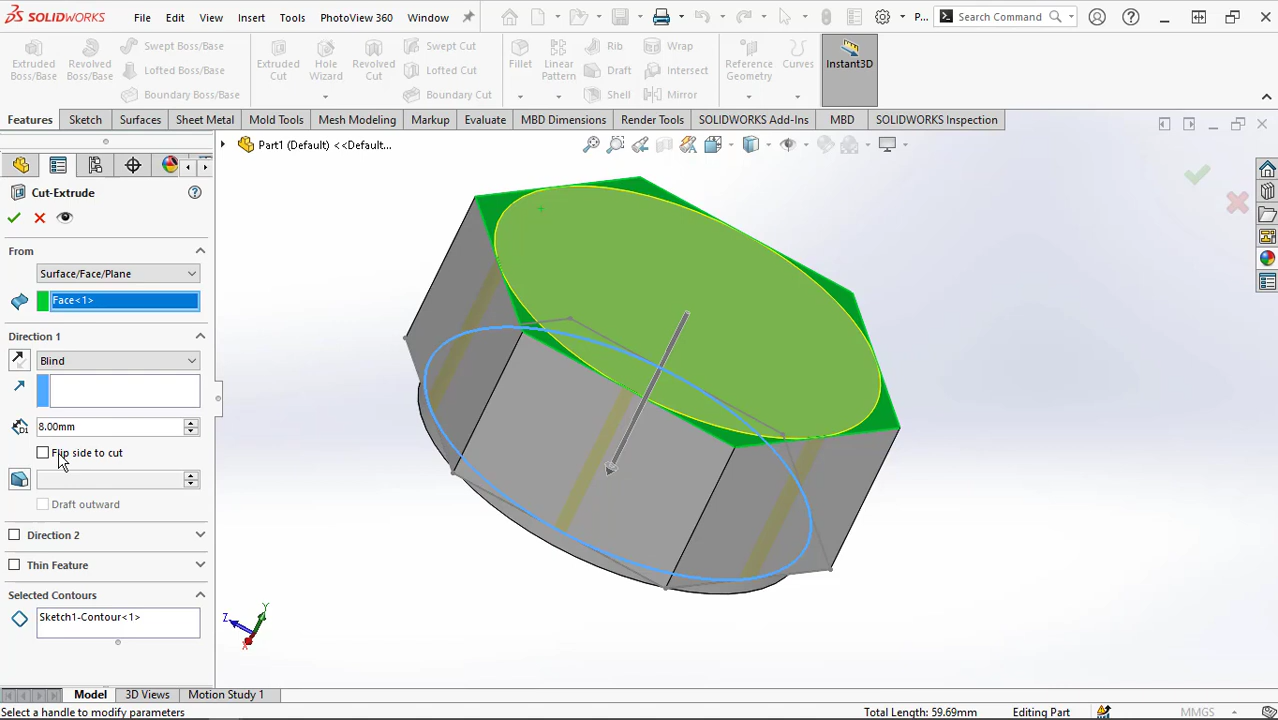 SOLIDWORKS File Edit View Insert Tools PhotoView 360 Window P... Search Command
Extruded Boss/Base Revolved Boss/Base Swept Boss/Base Lofted Boss/Base Boundary Boss/Base Extruded Cut Hole Wizard Revolved Cut Swept Cut Lofted Cut Boundary Cut Fillet Linear Pattern Rib Draft Shell Wrap Intersect Mirror Reference Geometry Curves Instant3D
Features Sketch Surfaces Sheet Metal Mold Tools Mesh Modeling Markup Evaluate MBD Dimensions Render Tools SOLIDWORKS Add-Ins MBD SOLIDWORKS Inspection
Part1 (Default) <<Default...
Cut-Extrude
From
Surface/Face/Plane
Face<1>
Direction 1
Blind
D1 8.00mm
Flip side to cut
Draft outward
Direction 2
Thin Feature
Selected Contours
Sketch1-Contour<1>
Z Y X
Model 3D Views Motion Study 1
Select a handle to modify parameters Total Length: 59.69mm Editing Part MMGS